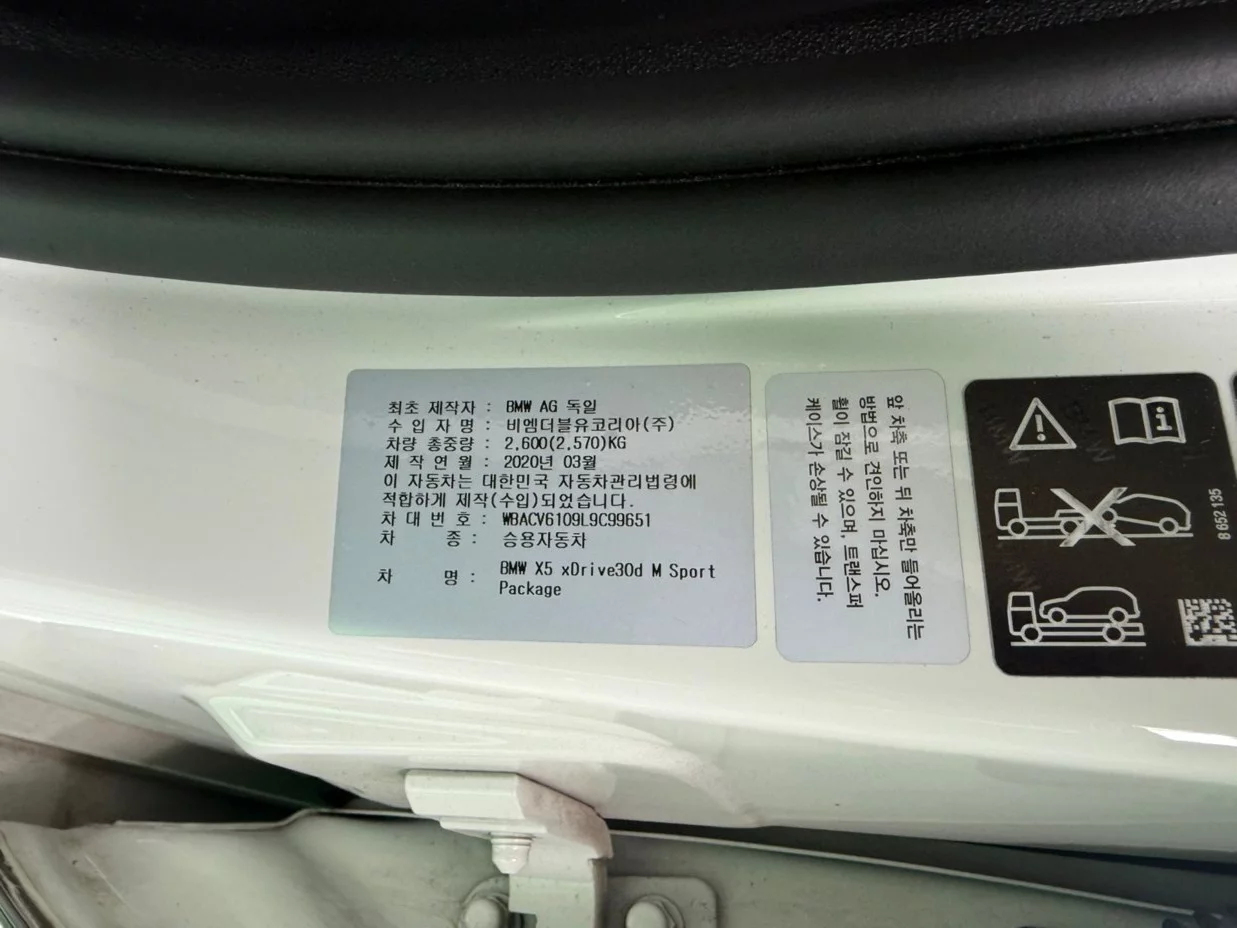 최초 제작자 : BMW AG 독일
수 입 자 명 : 비엠더블유코리아(주)
차량 총중량 : 2,600(2,570)KG
제 작 연 월 : 2020년 03월
이 자동차는 대한민국 자동차관리법령에
적합하게 제작(수입)되었습니다.
차 대 번 호 : WBACV6109L9C99651
차 종 : 승용자동차
차 명 : BMW X5 xDrive30d M Sport
Package
앞 차축 또는 뒤 차축만 들어올리는
방법으로 견인하지 마십시오.
휠이 잠길 수 있으며, 트랜스퍼
케이스가 손상될 수 있습니다.
8652135